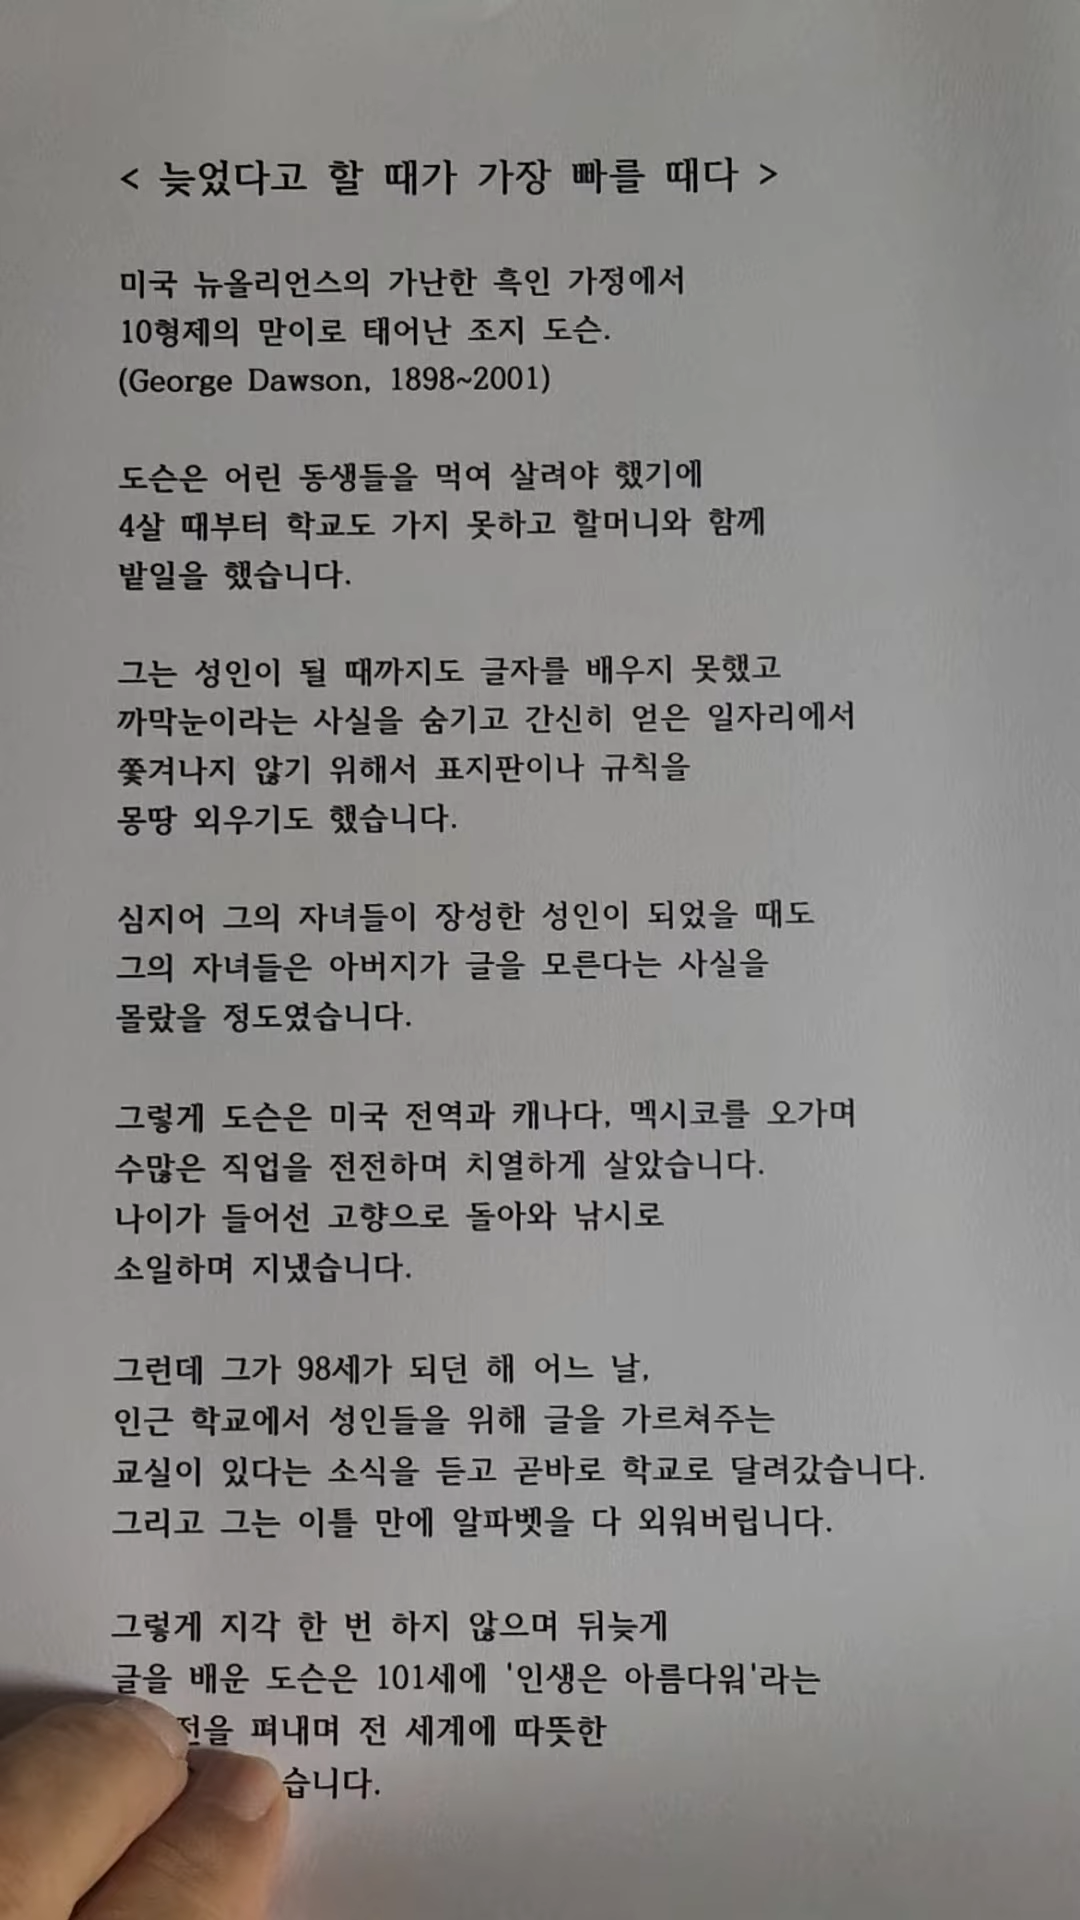 < 늦었다고 할 때가 가장 빠를 때다 >
미국 뉴올리언스의 가난한 흑인 가정에서
10형제의 맏이로 태어난 조지 도슨.
(George Dawson, 1898~2001)
도슨은 어린 동생들을 먹여 살려야 했기에
4살 때부터 학교도 가지 못하고 할머니와 함께
밭일을 했습니다.
그는 성인이 될 때까지도 글자를 배우지 못했고
까막눈이라는 사실을 숨기고 간신히 얻은 일자리에서
쫓겨나지 않기 위해서 표지판이나 규칙을
몽땅 외우기도 했습니다.
심지어 그의 자녀들이 장성한 성인이 되었을 때도
그의 자녀들은 아버지가 글을 모른다는 사실을
몰랐을 정도였습니다.
그렇게 도슨은 미국 전역과 캐나다, 멕시코를 오가며
수많은 직업을 전전하며 치열하게 살았습니다.
나이가 들어선 고향으로 돌아와 낚시로
소일하며 지냈습니다.
그런데 그가 98세가 되던 해 어느 날,
인근 학교에서 성인들을 위해 글을 가르쳐주는
교실이 있다는 소식을 듣고 곧바로 학교로 달려갔습니다.
그리고 그는 이틀 만에 알파벳을 다 외워버립니다.
그렇게 지각 한 번 하지 않으며 뒤늦게
글을 배운 도슨은 101세에 '인생은 아름다워'라는
펴내며 전 세계에 따뜻한